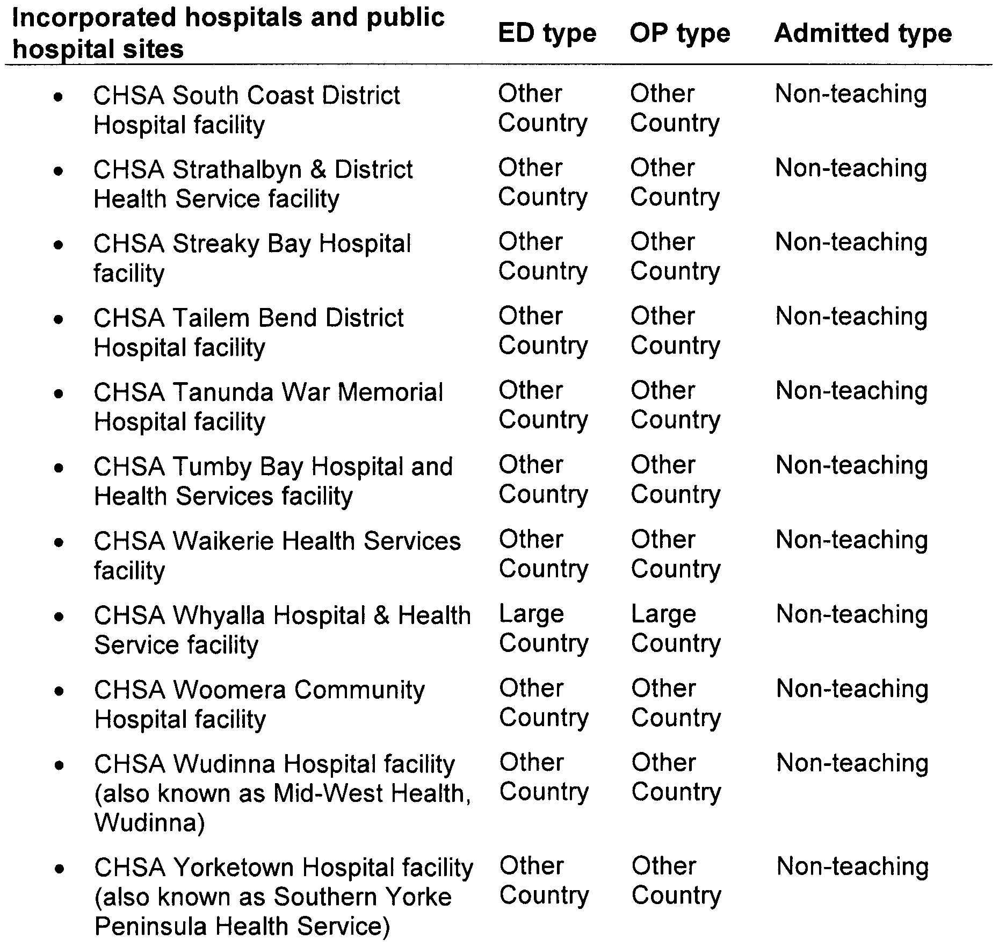 Incorporated hospitals and public hospital sites ED type OP type Admitted type
• CHSA South Coast District Other Other Non-teaching
Hospital facility Country Country
• CHSA Strathalbyn & District Other Other Non-teaching
Health Service facility Country Country
• CHSA Streaky Bay Hospital Other Other Non-teaching
facility Country Country
• CHSA Tailem Bend District Other Other Non-teaching
Hospital facility Country Country
• CHSA Tanunda War Memorial Other Other Non-teaching
Hospital facility Country Country
• CHSA Tumby Bay Hospital and Other Other Non-teaching
Health Services facility Country Country
• CHSA Waikerie Health Services Other Other Non-teaching
facility Country Country
• CHSA Whyalla Hospital & Health Large Large Non-teaching
Service facility Country Country
• CHSA Woomera Community Other Other Non-teaching
Hospital facility Country Country
• CHSA Wudinna Hospital facility Other Other Non-teaching
(also known as Mid-West Health, Country Country
Wudinna)
• CHSA Yorketown Hospital facility Other Other Non-teaching
(also known as Southern Yorke Country Country
Peninsula Health Service)